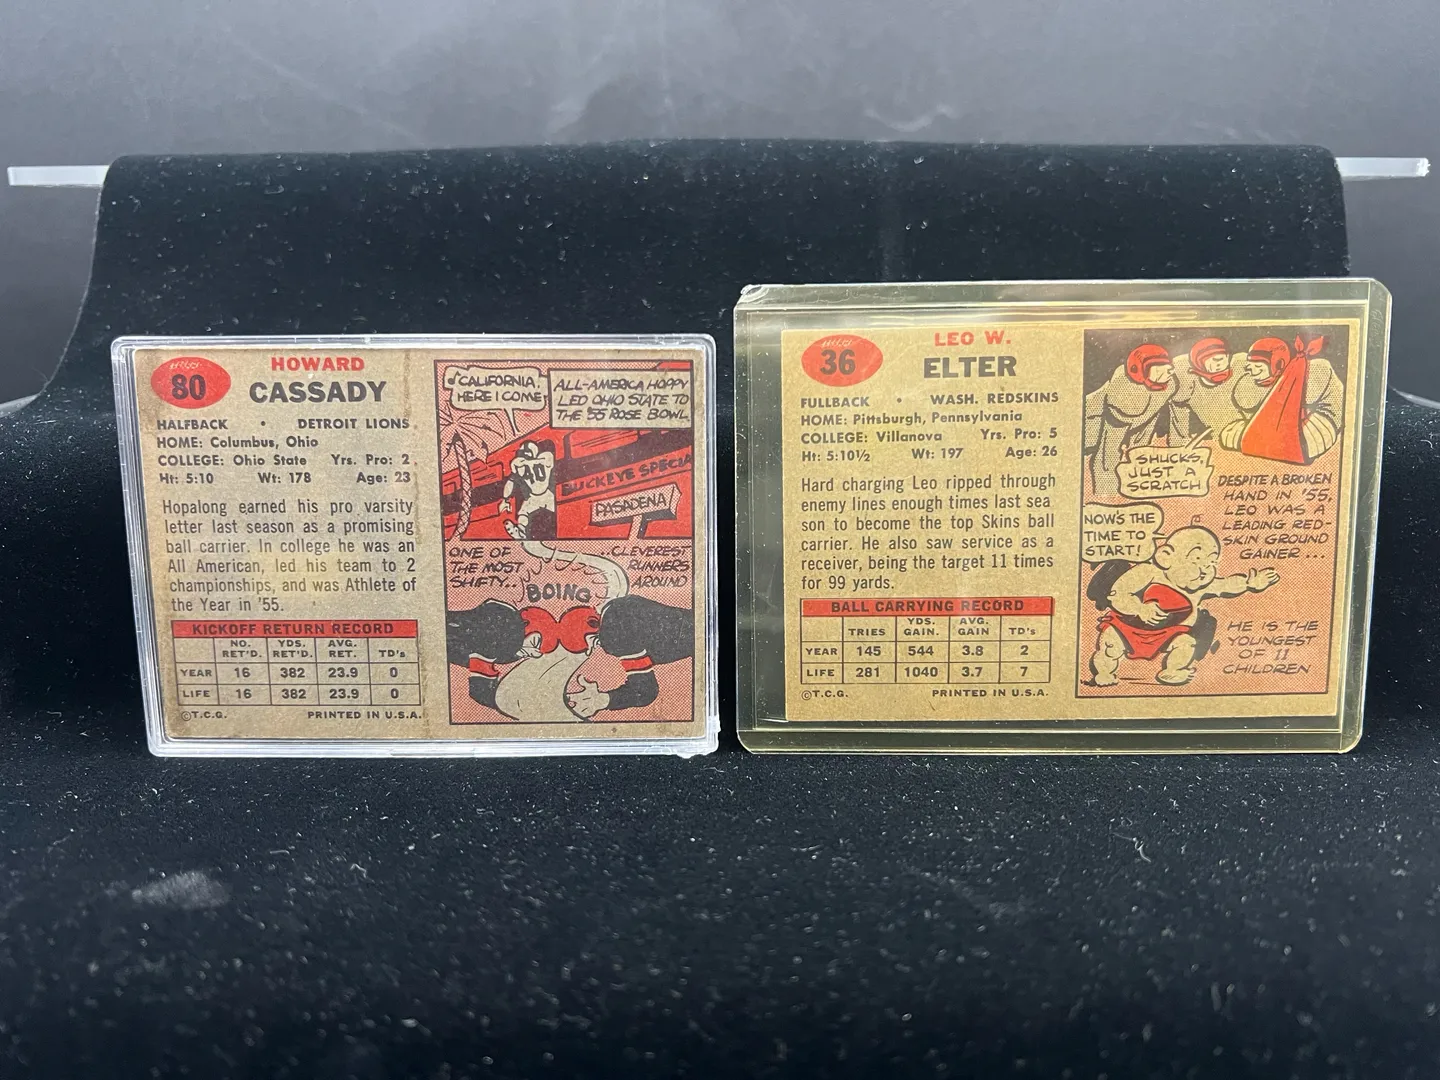 80
HOWARD
CASSADY
HALFBACK • DETROIT LIONS
HOME: Columbus, Ohio
COLLEGE: Ohio State Yrs. Pro: 2
Ht: 5:10 Wt: 178 Age: 23
Hopalong earned his pro varsity
letter last season as a promising
ball carrier. In college he was an
All American, led his team to 2
championships, and was Athlete of
the Year in '55.
KICKOFF RETURN RECORD
NO. RET'D. YDS. RET'D. AVG. RET. TD's
YEAR 16 382 23.9 0
LIFE 16 382 23.9 0
©T.C.G. PRINTED IN U.S.A.
CALIFORNIA,
HERE I COME
ALL-AMERICA HOPPY
LED OHIO STATE TO
THE '55 ROSE BOWL.
40
BUCKEYE SPECIA
PASADENA
ONE OF
THE MOST
SHIFTY...
...CLEVEREST
RUNNERS
AROUND
BOING
36
LEO W.
ELTER
FULLBACK • WASH. REDSKINS
HOME: Pittsburgh, Pennsylvania
COLLEGE: Villanova Yrs. Pro: 5
Ht: 5:10½ Wt: 197 Age: 26
Hard charging Leo ripped through
enemy lines enough times last sea
son to become the top Skins ball
carrier. He also saw service as a
receiver, being the target 11 times
for 99 yards.
BALL CARRYING RECORD
TRIES YDS. GAIN. AVG. GAIN TD's
YEAR 145 544 3.8 2
LIFE 281 1040 3.7 7
©T.C.G. PRINTED IN U.S.A.
SHUCKS,
JUST A
SCRATCH
DESPITE A BROKEN
HAND IN '55,
LEO WAS A
LEADING RED-
SKIN GROUND
GAINER...
NOW'S THE
TIME TO
START!
HE IS THE
YOUNGEST
OF 11
CHILDREN